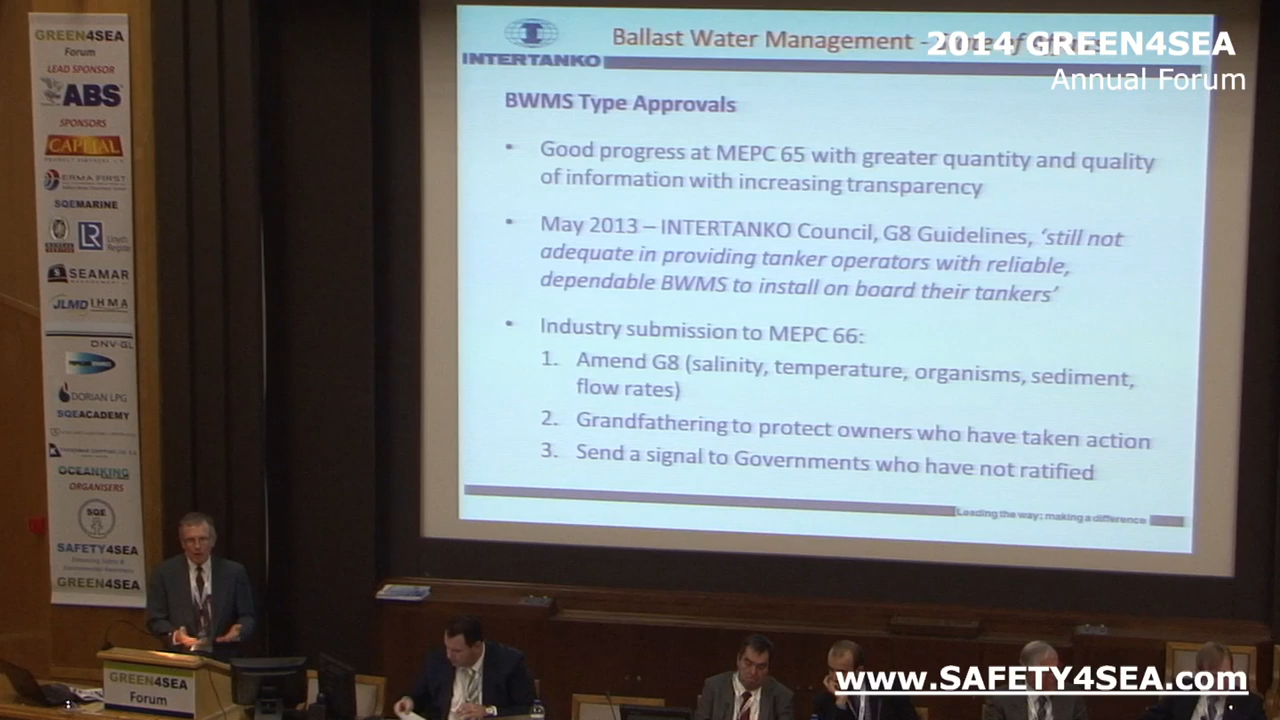 GREEN4SEA
Forum
LEAD SPONSOR
ABS
SPONSORS
CAPITAL
ERMA FIRST
SQEMARINE
Lloyd's
Register
SEAMAR
JLMD IHMA
DNV·GL
DORIAN LPG
SQEACADEMY
OCEANKING
ORGANISERS
SQE
SAFETY4SEA
GREEN4SEA
INTERTANKO
Ballast Water Management -
2014 GREEN4SEA
Annual Forum
BWMS Type Approvals
• Good progress at MEPC 65 with greater quantity and quality
of information with increasing transparency
• May 2013 – INTERTANKO Council, G8 Guidelines, ‘still not
adequate in providing tanker operators with reliable,
dependable BWMS to install on board their tankers’
• Industry submission to MEPC 66:
1. Amend G8 (salinity, temperature, organisms, sediment,
flow rates)
2. Grandfathering to protect owners who have taken action
3. Send a signal to Governments who have not ratified
Leading the way; making a difference
GREEN4SEA
Forum
www.SAFETY4SEA.com